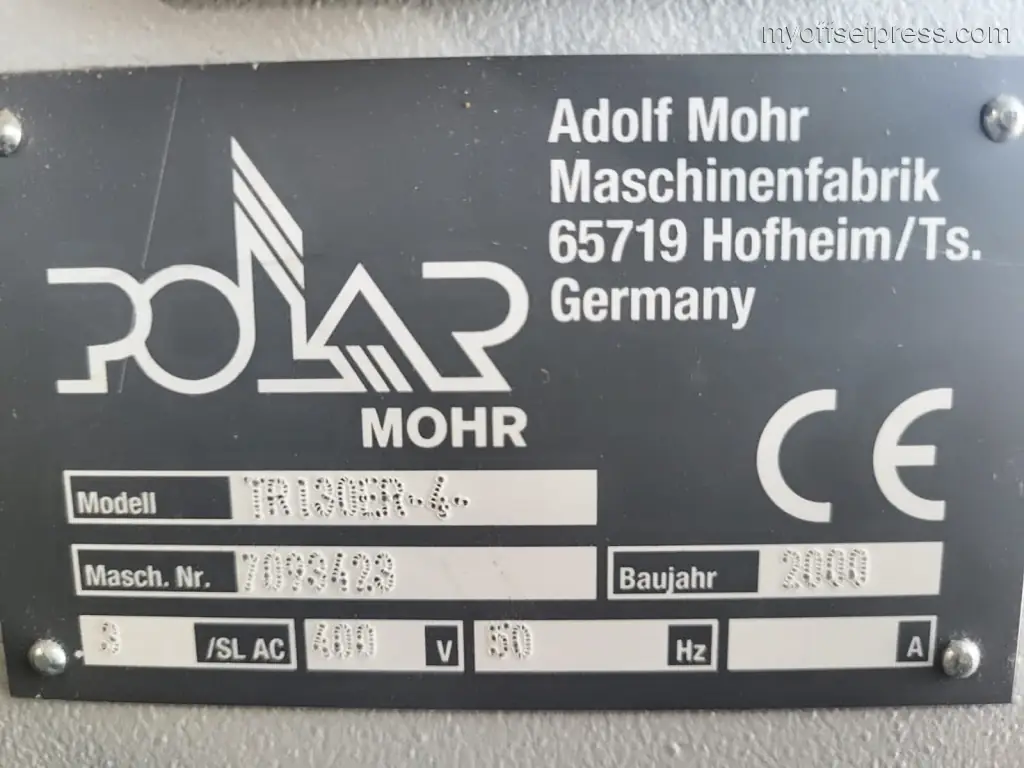 myoffsetpress.com
Adolf Mohr
Maschinenfabrik
65719 Hofheim/Ts.
Germany
POLAR
MOHR
CE
Modell TR130ER-4-
Masch. Nr. 7093423
Baujahr 2000
3 /SL AC 400 V 50 Hz A